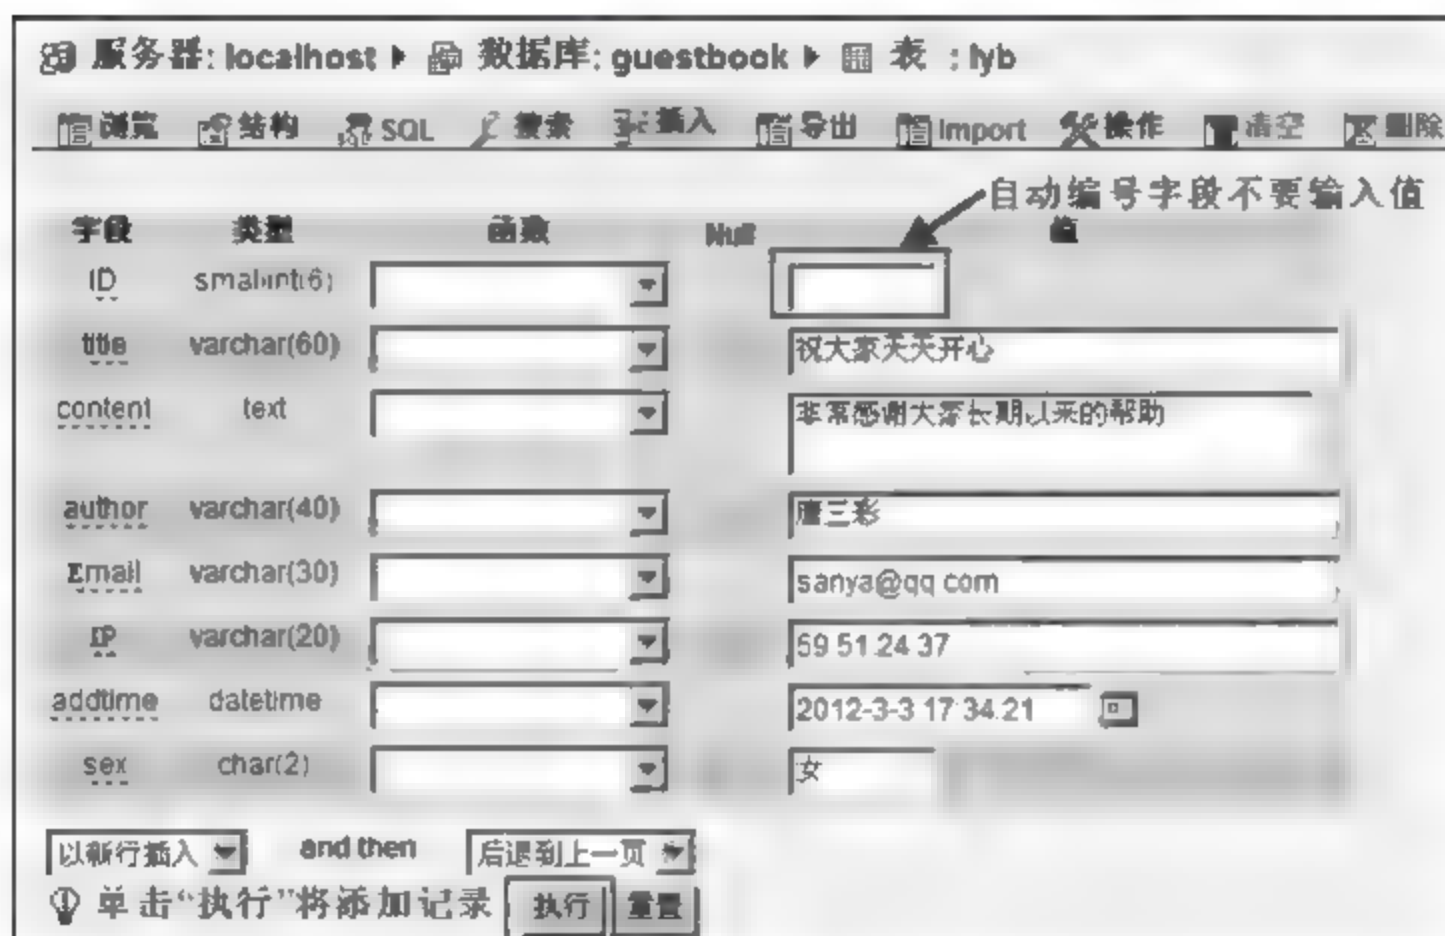 服务器: localhost 数据库: guestbook 表 : lyb
浏览 结构 SQL 搜索 插入 导出 Import 操作 清空 删除
自动编号字段不要输入值
字段 类型 函数 Null 值
ID smallint(6)
title varchar(60) 祝大家天天开心
content text 非常感谢大家长期以来的帮助
author varchar(40) 唐三彩
Email varchar(30) sanya@qq.com
IP varchar(20) 59.51.24.37
addtime datetime 2012-3-3 17:34:21
sex char(2) 女
以新行插入 and then 后退到上一页
单击“执行”将添加记录 执行 重置